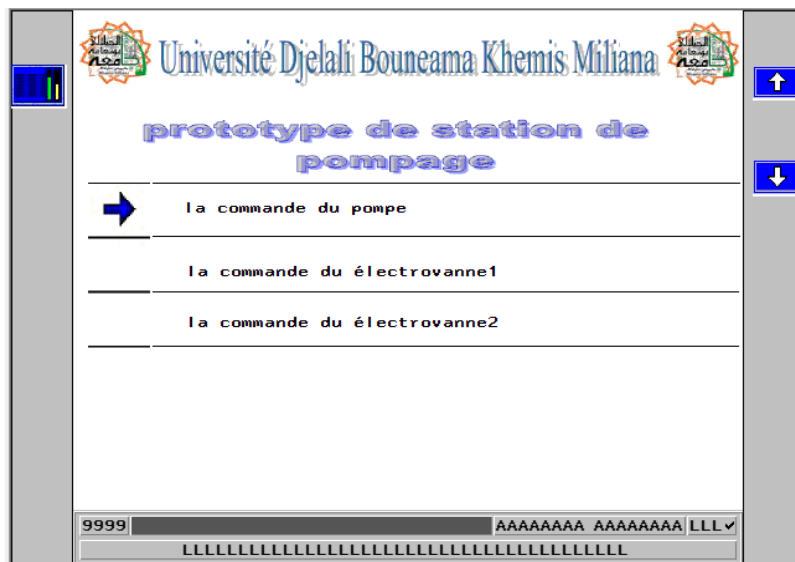 Université Djelali Bouneama Khemis Miliana
prototype de station de
pompage
la commande du pompe
la commande du électrovanne1
la commande du électrovanne2
9999 AAAAAAAA AAAAAAAA LLL
LLLLLLLLLLLLLLLLLLLLLLLLLLLLLLLLLLLLLLLL